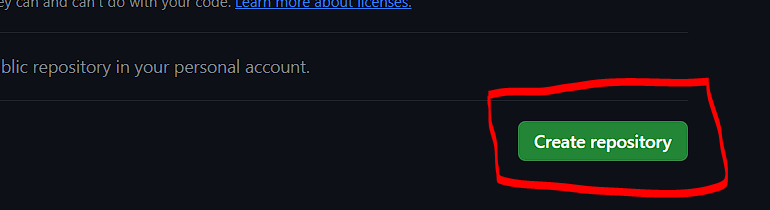 ey can and can't do with your code. Learn more about licenses.
blic repository in your personal account.
Create repository